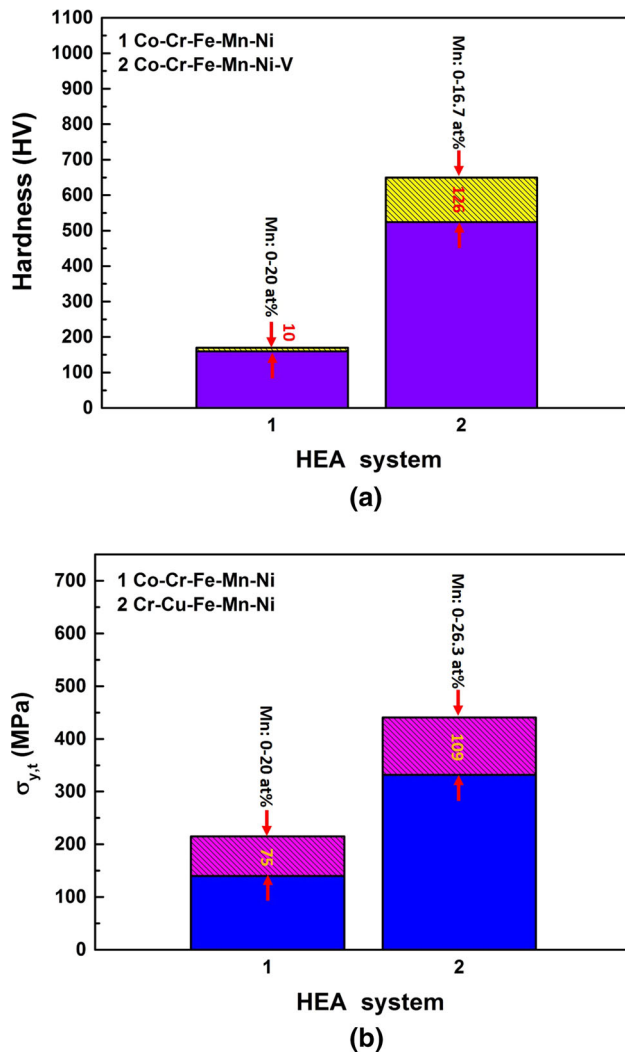 1100
1000
900
800
700
600
500
400
300
200
100
0
Hardness (HV)
1 Co-Cr-Fe-Mn-Ni
2 Co-Cr-Fe-Mn-Ni-V
Mn: 0-20 at%
10
Mn: 0-16.7 at%
126
1 2
HEA system
(a)
700
600
500
400
300
200
100
0
σy,t (MPa)
1 Co-Cr-Fe-Mn-Ni
2 Cr-Cu-Fe-Mn-Ni
Mn: 0-20 at%
75
Mn: 0-26.3 at%
109
1 2
HEA system
(b)